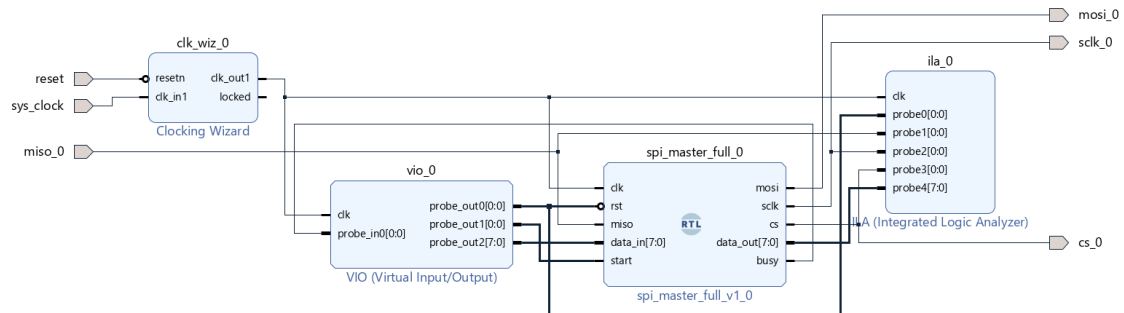 mosi_0
sclk_0
clk_wiz_0
reset
resetn
clk_out1
sys_clock
clk_in1
locked
Clocking Wizard
ila_0
clk
probe0[0:0]
probe1[0:0]
probe2[0:0]
probe3[0:0]
probe4[7:0]
ILA (Integrated Logic Analyzer)
miso_0
vio_0
clk
probe_in0[0:0]
probe_out0[0:0]
probe_out1[0:0]
probe_out2[7:0]
VIO (Virtual Input/Output)
spi_master_full_0
clk
rst
miso
data_in[7:0]
start
RTL
mosi
sclk
cs
data_out[7:0]
busy
spi_master_full_v1_0
cs_0